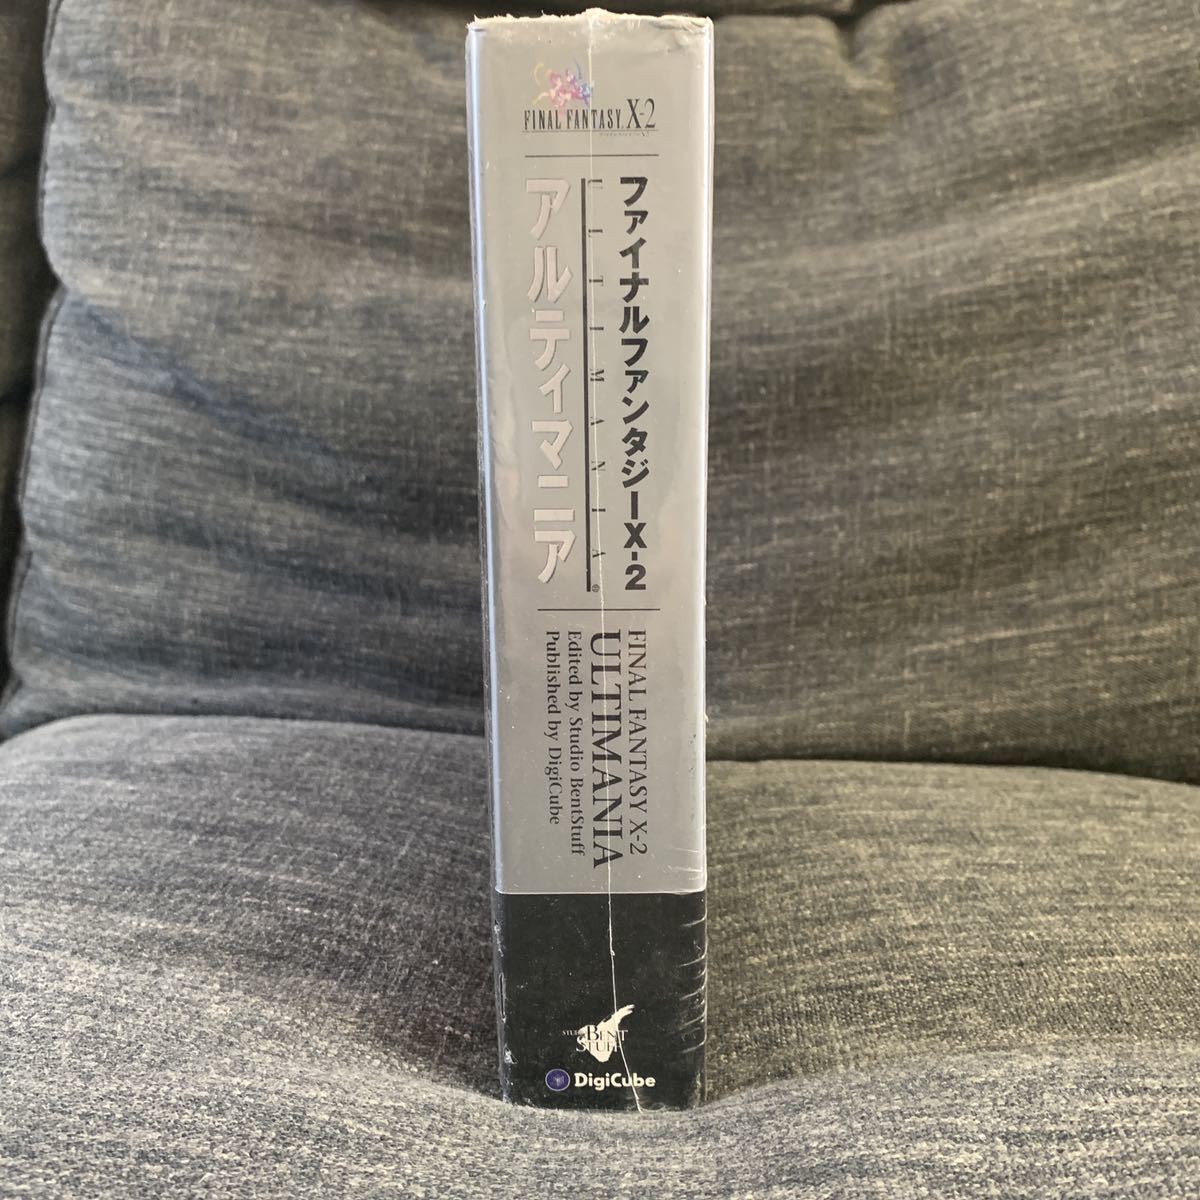 FINAL FANTASY X-2
ファイナルファンタジーX-2
ULTIMANIA
アルティマニア
FINAL FANTASY X-2
ULTIMANIA
Edited by Studio BentStuff
Published by DigiCube
STUDIO BENT
STUFF
DigiCube